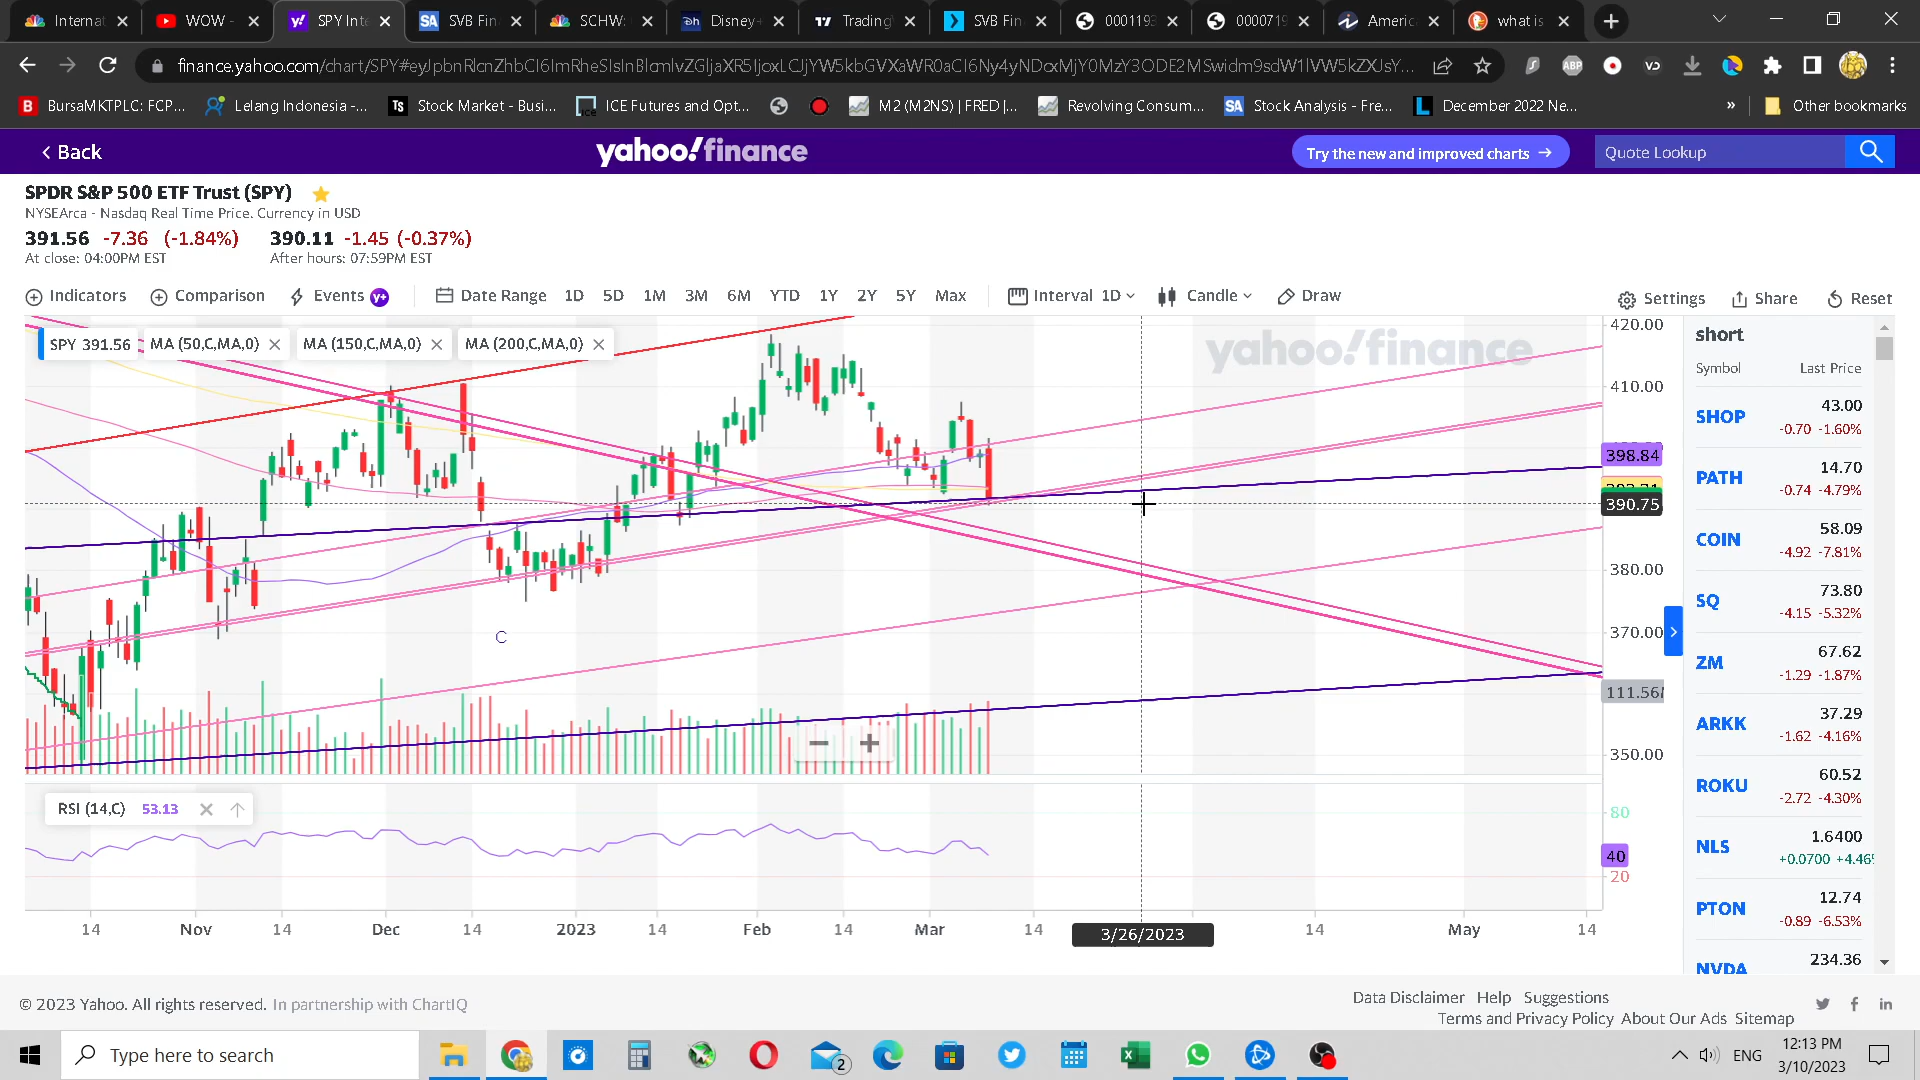 Internat
WOW -
SPY Inte
SVB Fin
SCHW:
Disney+
Trading
SVB Fin
0001193
0000719
Americ
what is
finance.yahoo.com/chart/SPY#
BursaMKTPLC: FCP...
Lelang Indonesia -...
Stock Market - Busi...
ICE Futures and Opt...
M2 (M2NS) | FRED |...
Revolving Consum...
Stock Analysis - Fre...
December 2022 Ne...
»
Other bookmarks
Back
yahoo!finance
Try the new and improved charts →
Quote Lookup
SPDR S&P 500 ETF Trust (SPY)
NYSEArca - Nasdaq Real Time Price. Currency in USD
391.56 -7.36 (-1.84%) 390.11 -1.45 (-0.37%)
At close: 04:00PM EST After hours: 07:59PM EST
Indicators Comparison Events y+ Date Range 1D 5D 1M 3M 6M YTD 1Y 2Y 5Y Max Interval 1D Candle Draw Settings Share Reset
SPY 391.56
MA (50,C,MA,0)
MA (150,C,MA,0)
MA (200,C,MA,0)
yahoo!finance
420.00
410.00
398.84
390.75
380.00
370.00
111.56
350.00
C
RSI (14,C) 53.13
80
40
20
14 Nov 14 Dec 14 2023 14 Feb 14 Mar 14 3/26/2023 14 May 14
short
Symbol Last Price
SHOP 43.00
-0.70 -1.60%
PATH 14.70
-0.74 -4.79%
COIN 58.09
-4.92 -7.81%
SQ 73.80
-4.15 -5.32%
ZM 67.62
-1.29 -1.87%
ARKK 37.29
-1.62 -4.16%
ROKU 60.52
-2.72 -4.30%
NLS 1.6400
+0.0700 +4.46
PTON 12.74
-0.89 -6.53%
NVDA 234.36
© 2023 Yahoo. All rights reserved. In partnership with ChartIQ
Data Disclaimer Help Suggestions
Terms and Privacy Policy About Our Ads Sitemap
Type here to search
2
ENG
12:13 PM
3/10/2023